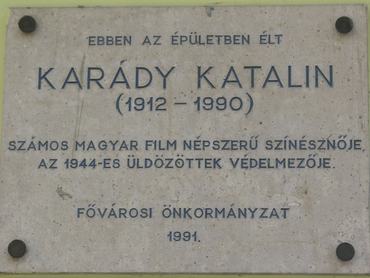 EBBEN AZ ÉPÜLETBEN ÉLT
KARÁDY KATALIN
(1912 – 1990)
SZÁMOS MAGYAR FILM NÉPSZERŰ SZÍNÉSZNŐJE,
AZ 1944-ES ÜLDÖZÖTTEK VÉDELMEZŐJE.
FŐVÁROSI ÖNKORMÁNYZAT
1991.